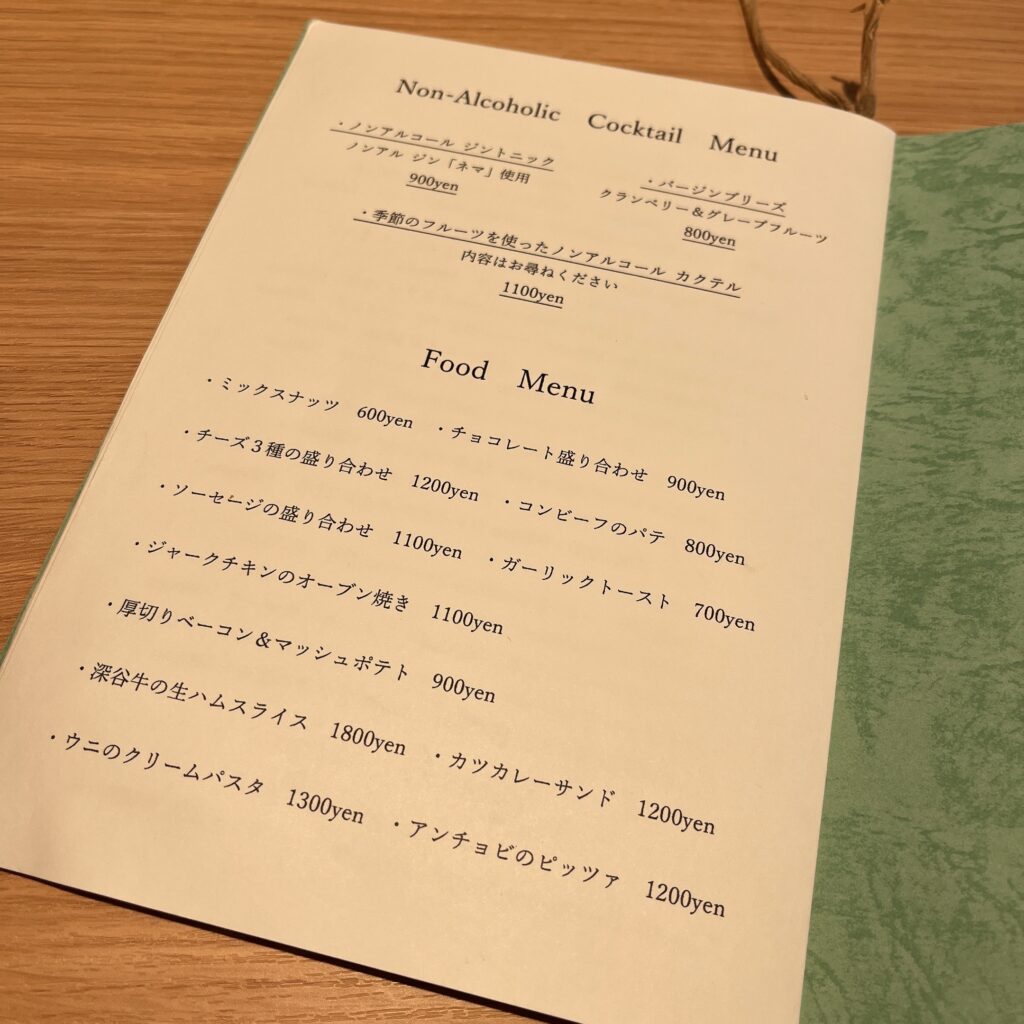 Non-Alcoholic Cocktail Menu
・ノンアルコール ジントニック
ノンアル ジン「ネマ」使用
900yen
・バージンブリーズ
クランベリー＆グレープフルーツ
800yen
・季節のフルーツを使ったノンアルコール カクテル
内容はお尋ねください
1100yen
Food Menu
・ミックスナッツ 600yen ・チョコレート盛り合わせ 900yen
・チーズ３種の盛り合わせ 1200yen ・コンビーフのパテ 800yen
・ソーセージの盛り合わせ 1100yen ・ガーリックトースト 700yen
・ジャークチキンのオーブン焼き 1100yen
・厚切りベーコン＆マッシュポテト 900yen
・深谷牛の生ハムスライス 1800yen ・カツカレーサンド 1200yen
・ウニのクリームパスタ 1300yen ・アンチョビのピッツァ 1200yen